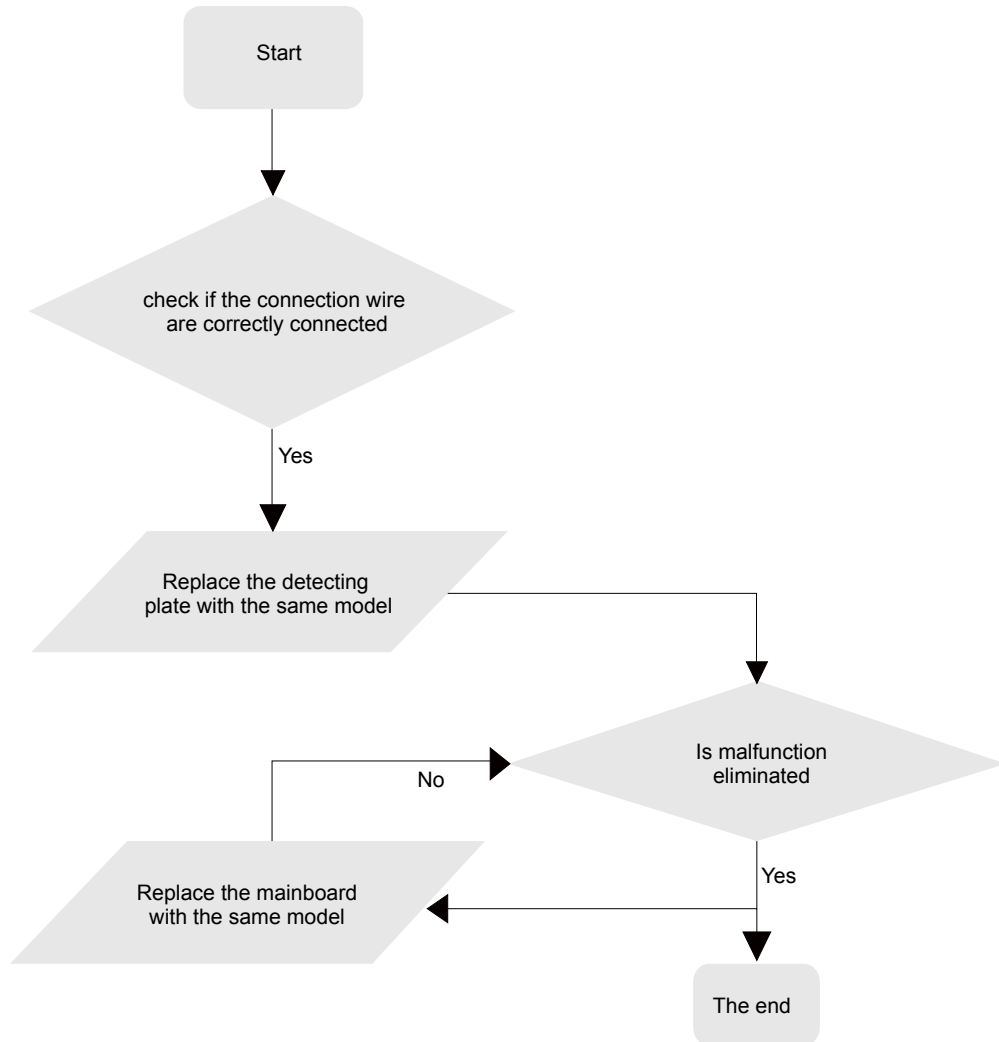 Start
check if the connection wire
are correctly connected
Yes
Replace the detecting
plate with the same model
Is malfunction
eliminated
No
Yes
Replace the mainboard
with the same model
The end